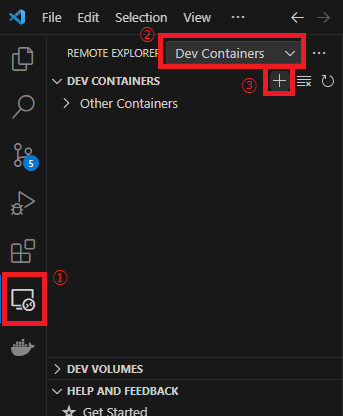 File Edit Selection View
②
REMOTE EXPLORER Dev Containers
DEV CONTAINERS
③
Other Containers
5
①
DEV VOLUMES
HELP AND FEEDBACK
Get Started